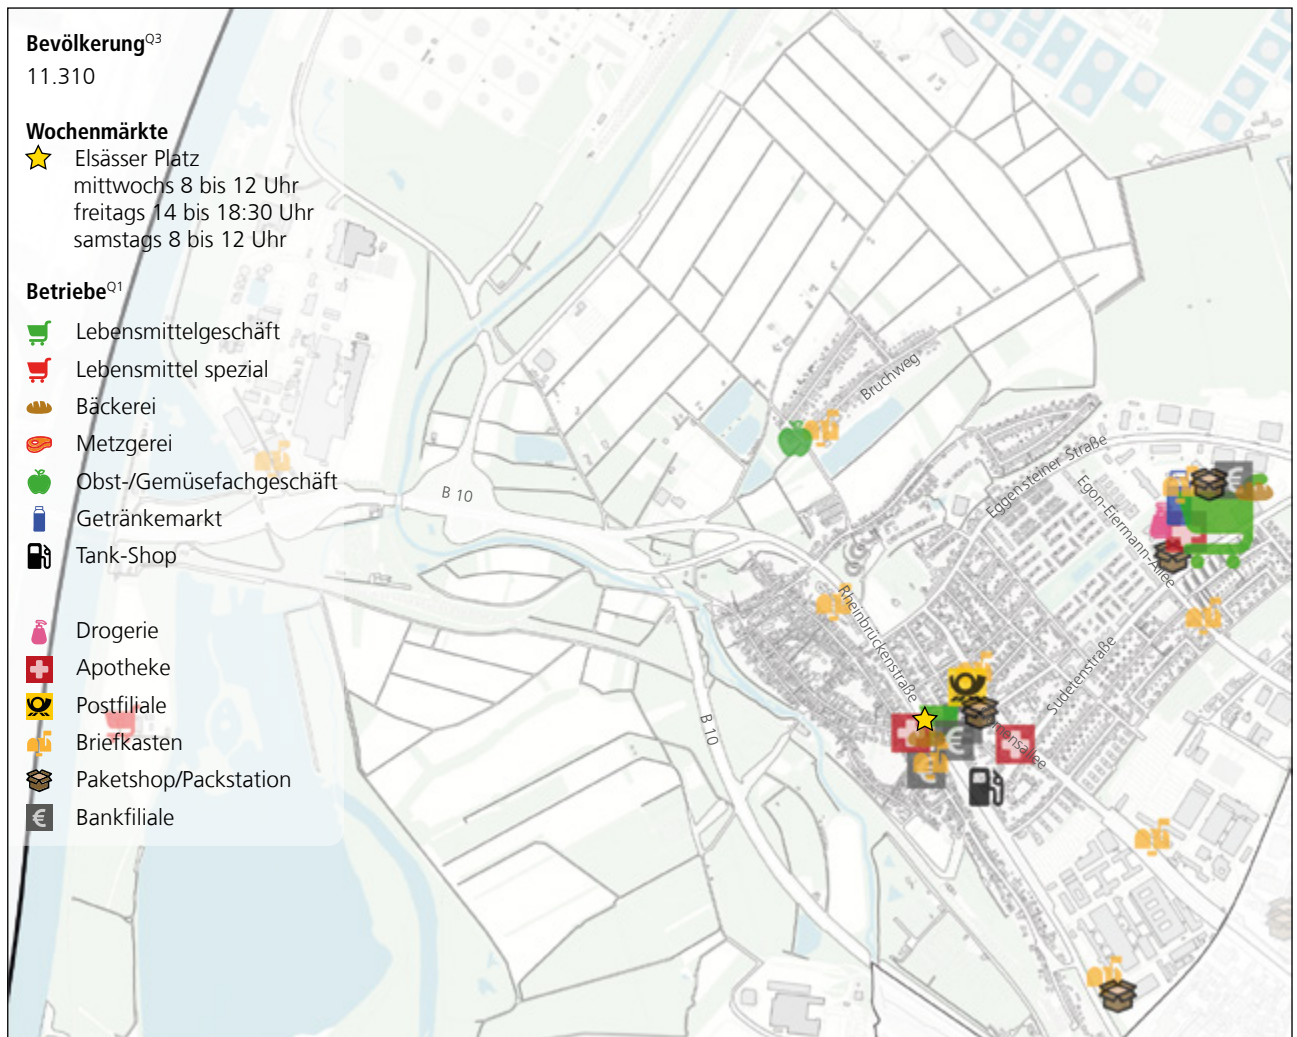 Bevölkerung Q3
11.310
Wochenmärkte
Elsässer Platz
mittwochs 8 bis 12 Uhr
freitags 14 bis 18:30 Uhr
samstags 8 bis 12 Uhr
Betriebe Q1
Lebensmittelgeschäft
Lebensmittel spezial
Bäckerei
Metzgerei
Obst-/Gemüsefachgeschäft
Getränkemarkt
Tank-Shop
Drogerie
Apotheke
Postfiliale
Briefkasten
Paketshop/Packstation
€ Bankfiliale
Bruchweg
Eggensteiner Straße
Egon-Eiermann-Allee
B 10
Rheinbrückenstraße
Sudetenstraße
B 10
€
€
€